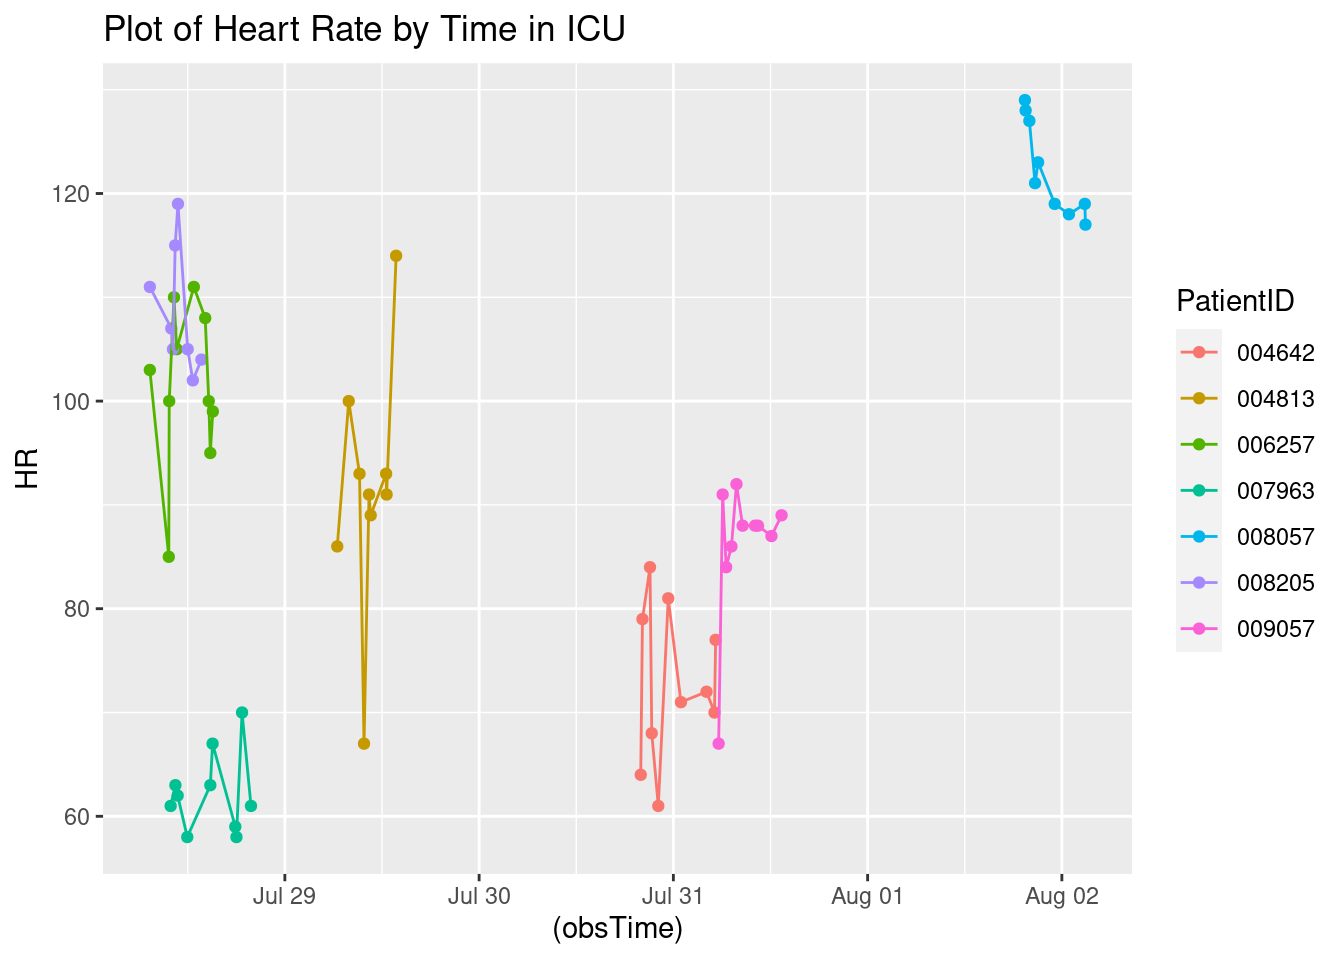 Plot of Heart Rate by Time in ICU
HR
120
100
80
60
Jul 29 Jul 30 Jul 31 Aug 01 Aug 02
(obsTime)
PatientID
004642
004813
006257
007963
008057
008205
009057